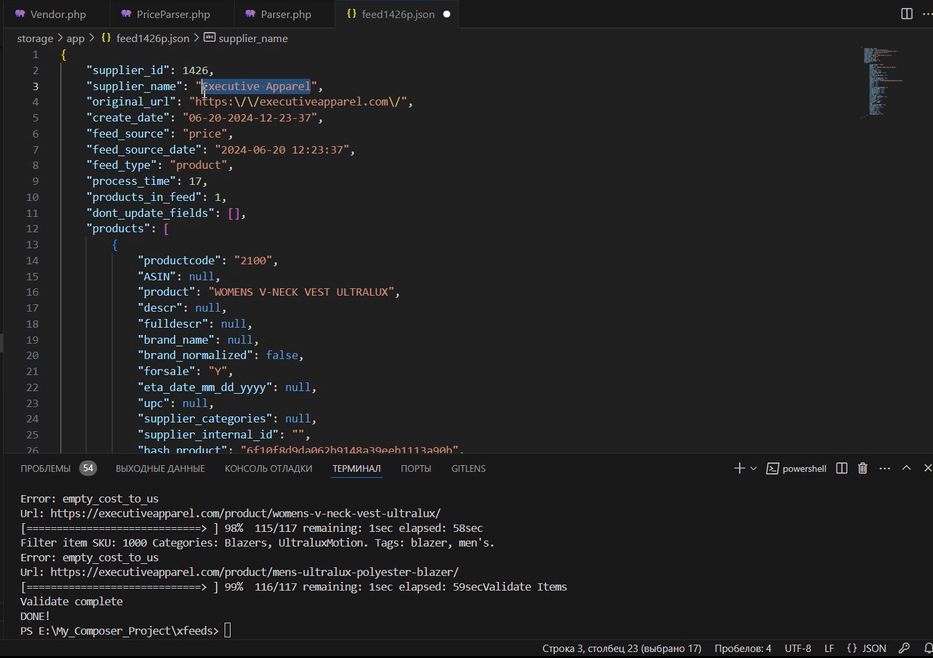 Vendor.php
PriceParser.php
Parser.php
{} feed1426p.json ●
storage > app > {} feed1426p.json > abc supplier_name
1 {
2 "supplier_id": 1426,
3 "supplier_name": "executive Apparel",
4 "original_url": "https:\/\/executiveapparel.com\/",
5 "create_date": "06-20-2024-12-23-37",
6 "feed_source": "price",
7 "feed_source_date": "2024-06-20 12:23:37",
8 "feed_type": "product",
9 "process_time": 17,
10 "products_in_feed": 1,
11 "dont_update_fields": [],
12 "products": [
13 {
14 "productcode": "2100",
15 "ASIN": null,
16 "product": "WOMENS V-NECK VEST ULTRALUX",
17 "descr": null,
18 "fulldescr": null,
19 "brand_name": null,
20 "brand_normalized": false,
21 "forsale": "Y",
22 "eta_date_mm_dd_yyyy": null,
23 "upc": null,
24 "supplier_categories": null,
25 "supplier_internal_id": "",
26 "hash_product": "6f10f8d9da062b9148a39eeb1113a90b",
ПРОБЛЕМЫ 54 ВЫХОДНЫЕ ДАННЫЕ КОНСОЛЬ ОТЛАДКИ ТЕРМИНАЛ ПОРТЫ GITLENS
powershell
Error: empty_cost_to_us
Url: https://executiveapparel.com/product/womens-v-neck-vest-ultralux/
[============================> ] 98% 115/117 remaining: 1sec elapsed: 58sec
Filter item SKU: 1000 Categories: Blazers, UltraluxMotion. Tags: blazer, men's.
Error: empty_cost_to_us
Url: https://executiveapparel.com/product/mens-ultralux-polyester-blazer/
[============================> ] 99% 116/117 remaining: 1sec elapsed: 59secValidate Items
Validate complete
DONE!
PS E:\My_Composer_Project\xfeeds>
Строка 3, столбец 23 (выбрано 17) Пробелов: 4 UTF-8 LF {} JSON